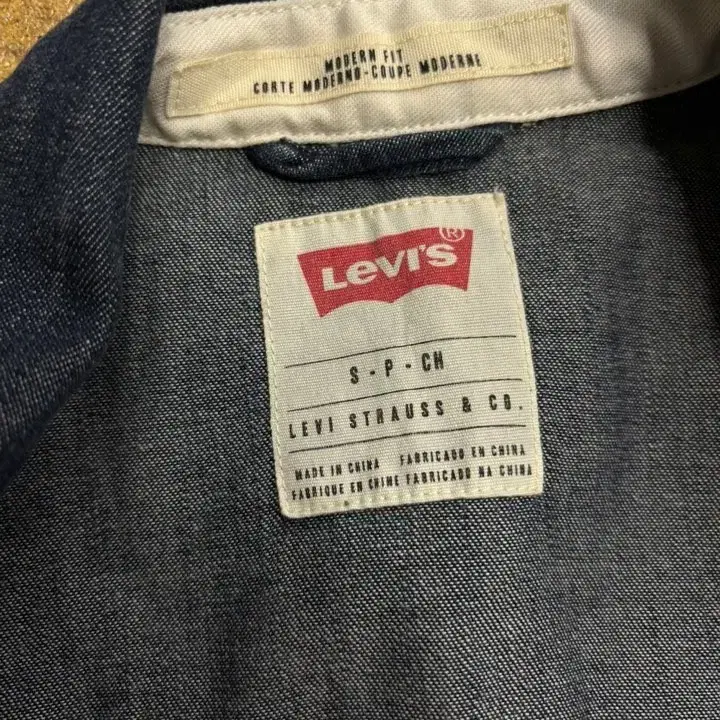 MODERN FIT
CORTE MODERNO-COUPE MODERNE
LEVI'S®
S - P - CH
LEVI STRAUSS & CO.
MADE IN CHINA FABRICADO EN CHINA
FABRIQUE EN CHINE FABRICADO NA CHINA